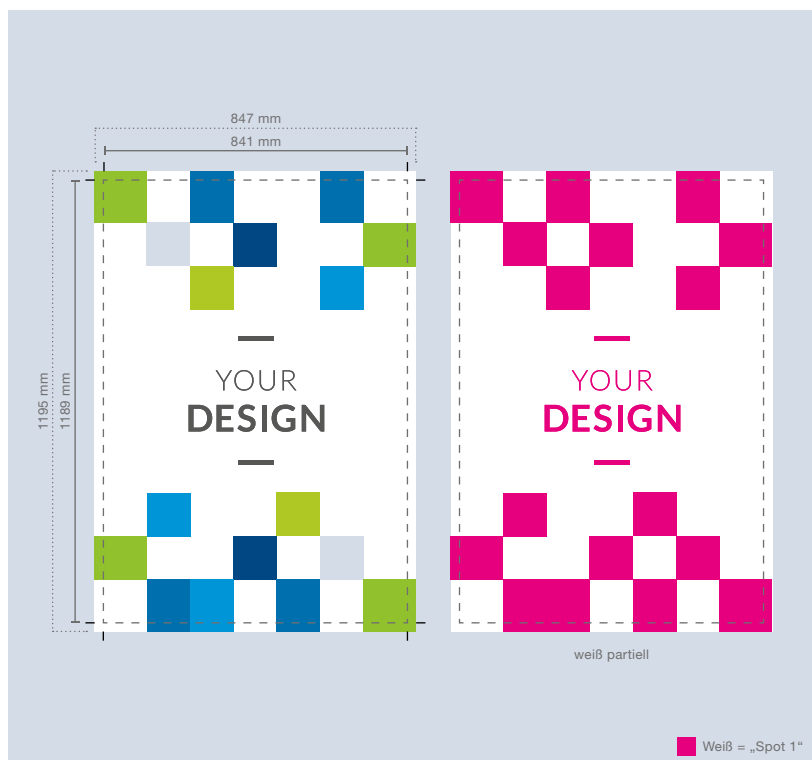 847 mm
841 mm
1195 mm
1189 mm
YOUR
DESIGN
YOUR
DESIGN
weiß partiell
Weiß = „Spot 1“